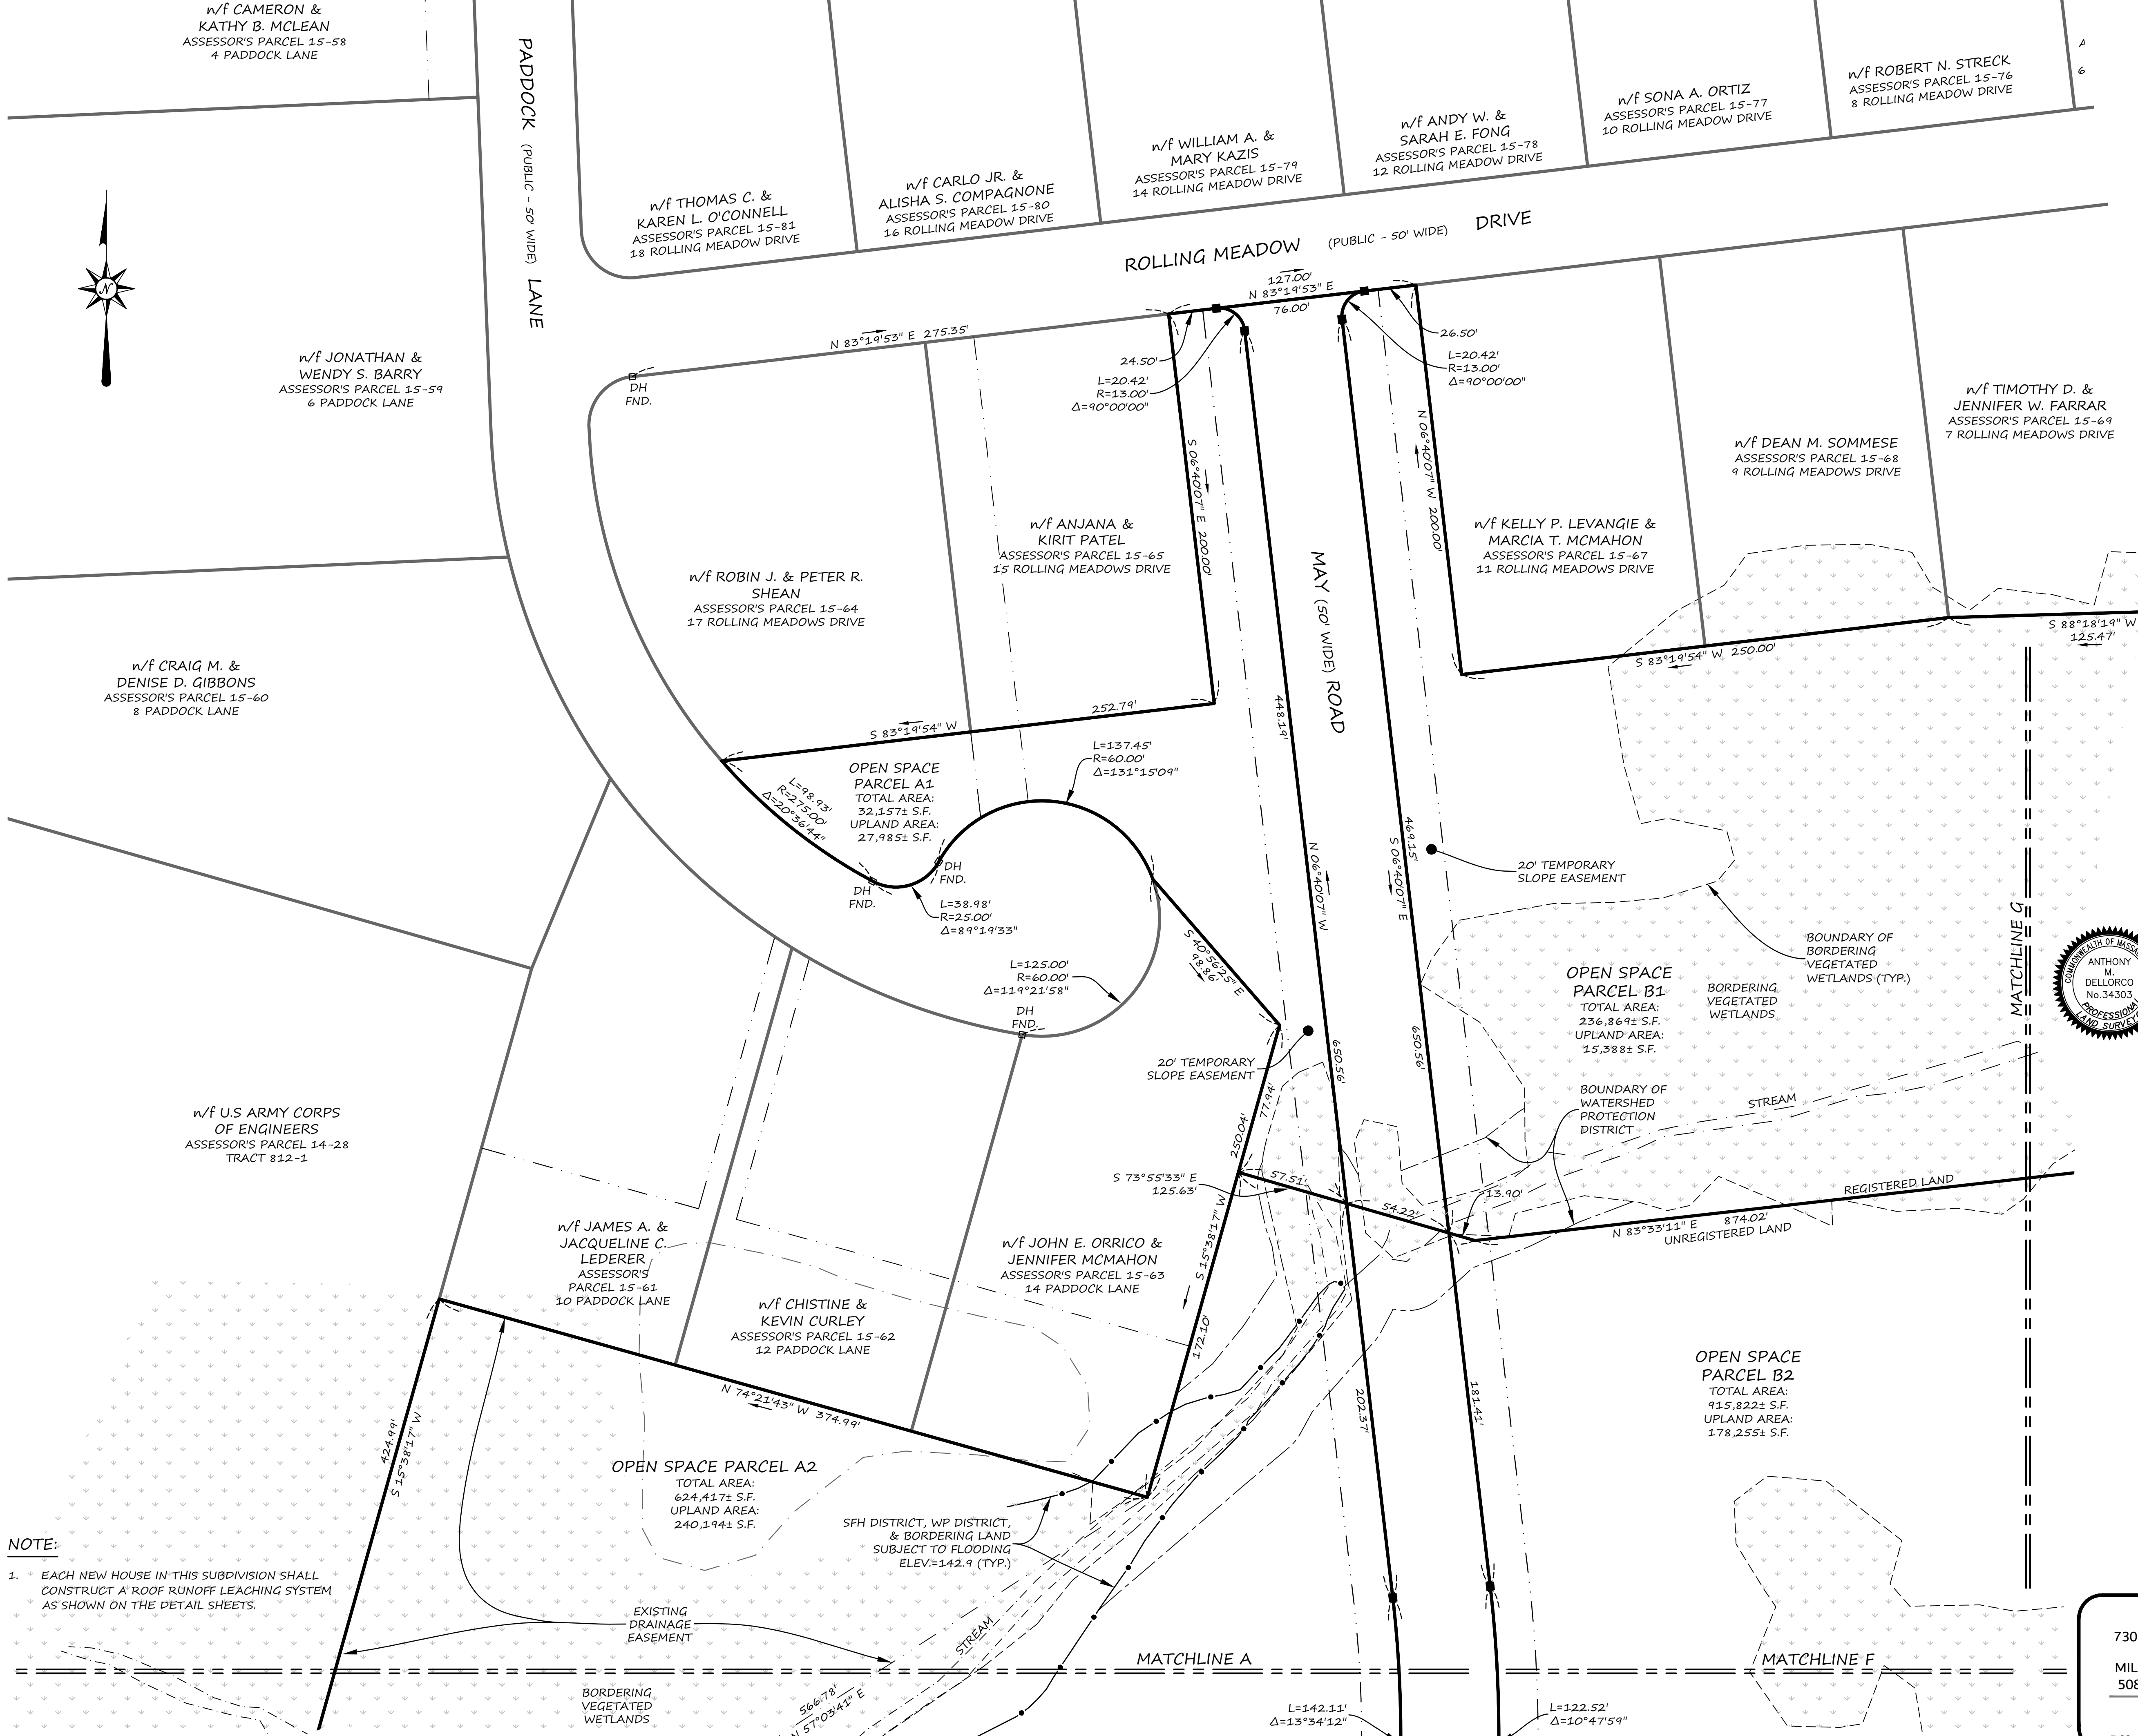 n/f CAMERON &
KATHY B. MCLEAN
ASSESSOR'S PARCEL 15-58
4 PADDOCK LANE
PADDOCK (PUBLIC - 50' WIDE) LANE
n/f THOMAS C. &
KAREN L. O'CONNELL
ASSESSOR'S PARCEL 15-81
18 ROLLING MEADOW DRIVE
n/f CARLO JR. &
ALISHA S. COMPAGNONE
ASSESSOR'S PARCEL 15-80
16 ROLLING MEADOW DRIVE
n/f WILLIAM A. &
MARY KAZIS
ASSESSOR'S PARCEL 15-79
14 ROLLING MEADOW DRIVE
n/f ANDY W. &
SARAH E. FONG
ASSESSOR'S PARCEL 15-78
12 ROLLING MEADOW DRIVE
n/f SONA A. ORTIZ
ASSESSOR'S PARCEL 15-77
10 ROLLING MEADOW DRIVE
n/f ROBERT N. STRECK
ASSESSOR'S PARCEL 15-76
8 ROLLING MEADOW DRIVE
6
ROLLING MEADOW (PUBLIC - 50' WIDE) DRIVE
N
n/f JONATHAN &
WENDY S. BARRY
ASSESSOR'S PARCEL 15-59
6 PADDOCK LANE
N 83°19'53" E 275.35'
DH
FND.
127.00'
N 83°19'53" E
76.00'
24.50'
L=20.42'
R=13.00'
Δ=90°00'00"
26.50'
L=20.42'
R=13.00'
Δ=90°00'00"
S 06°40'07" E 200.00'
N 06°40'07" W 200.00'
n/f TIMOTHY D. &
JENNIFER W. FARRAR
ASSESSOR'S PARCEL 15-69
7 ROLLING MEADOWS DRIVE
n/f DEAN M. SOMMESE
ASSESSOR'S PARCEL 15-68
9 ROLLING MEADOWS DRIVE
n/f KELLY P. LEVANGIE &
MARCIA T. MCMAHON
ASSESSOR'S PARCEL 15-67
11 ROLLING MEADOWS DRIVE
n/f ANJANA &
KIRIT PATEL
ASSESSOR'S PARCEL 15-65
15 ROLLING MEADOWS DRIVE
n/f ROBIN J. & PETER R.
SHEAN
ASSESSOR'S PARCEL 15-64
17 ROLLING MEADOWS DRIVE
MAY (50' WIDE) ROAD
S 88°18'19" W
125.47'
S 83°19'54" W 250.00'
n/f CRAIG M. &
DENISE D. GIBBONS
ASSESSOR'S PARCEL 15-60
8 PADDOCK LANE
S 83°19'54" W
252.79'
448.19'
L=98.93'
R=275.00'
Δ=20°36'44"
OPEN SPACE
PARCEL A1
TOTAL AREA:
32,157± S.F.
UPLAND AREA:
27,985± S.F.
L=137.45'
R=60.00'
Δ=131°15'09"
DH
FND.
DH
FND.
L=38.98'
R=25.00'
Δ=89°19'33"
N 06°40'07" W
469.15'
S 06°40'07" E
20' TEMPORARY
SLOPE EASEMENT
S 40°56'25" E
98.86'
L=125.00'
R=60.00'
Δ=119°21'58"
DH
FND.
BOUNDARY OF
BORDERING
VEGETATED
WETLANDS (TYP.)
OPEN SPACE
PARCEL B1
TOTAL AREA:
236,869± S.F.
UPLAND AREA:
15,388± S.F.
BORDERING
VEGETATED
WETLANDS
MATCHLINE G
COMMONWEALTH OF MASSA
ANTHONY
M.
DELLORCO
No.34303
PROFESSIONAL
LAND SURVEYO
20' TEMPORARY
SLOPE EASEMENT
650.56'
650.56'
BOUNDARY OF
WATERSHED
PROTECTION
DISTRICT
STREAM
n/f U.S ARMY CORPS
OF ENGINEERS
ASSESSOR'S PARCEL 14-28
TRACT 812-1
77.94'
250.04'
S 73°55'33" E
125.63'
57.51'
54.22'
13.90'
REGISTERED LAND
N 83°33'11" E 874.02'
UNREGISTERED LAND
S 15°38'17" W
172.10'
n/f JAMES A. &
JACQUELINE C.
LEDERER
ASSESSOR'S
PARCEL 15-61
10 PADDOCK LANE
n/f CHISTINE &
KEVIN CURLEY
ASSESSOR'S PARCEL 15-62
12 PADDOCK LANE
n/f JOHN E. ORRICO &
JENNIFER MCMAHON
ASSESSOR'S PARCEL 15-63
14 PADDOCK LANE
N 74°21'43" W 374.99'
202.37'
181.41'
OPEN SPACE
PARCEL B2
TOTAL AREA:
915,822± S.F.
UPLAND AREA:
178,255± S.F.
424.99'
S 15°38'17" W
OPEN SPACE PARCEL A2
TOTAL AREA:
624,417± S.F.
UPLAND AREA:
240,194± S.F.
SFH DISTRICT, WP DISTRICT,
& BORDERING LAND
SUBJECT TO FLOODING
ELEV.=142.9 (TYP.)
NOTE:
1. EACH NEW HOUSE IN THIS SUBDIVISION SHALL
CONSTRUCT A ROOF RUNOFF LEACHING SYSTEM
AS SHOWN ON THE DETAIL SHEETS.
EXISTING
DRAINAGE
EASEMENT
STREAM
MATCHLINE A
MATCHLINE F
BORDERING
VEGETATED
WETLANDS
566.78'
N 57°03'41" E
L=142.11'
Δ=13°34'12"
L=122.52'
Δ=10°47'59"
730
MIL
508